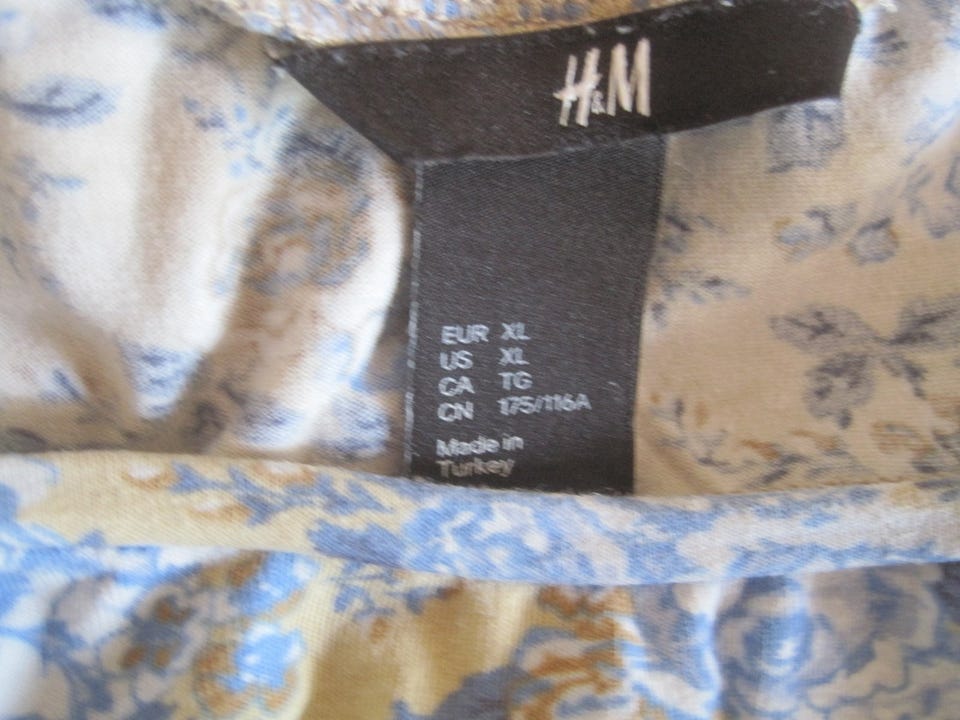 H&M
EUR XL
US XL
CA TG
CN 175/116A
Made in
Turkey